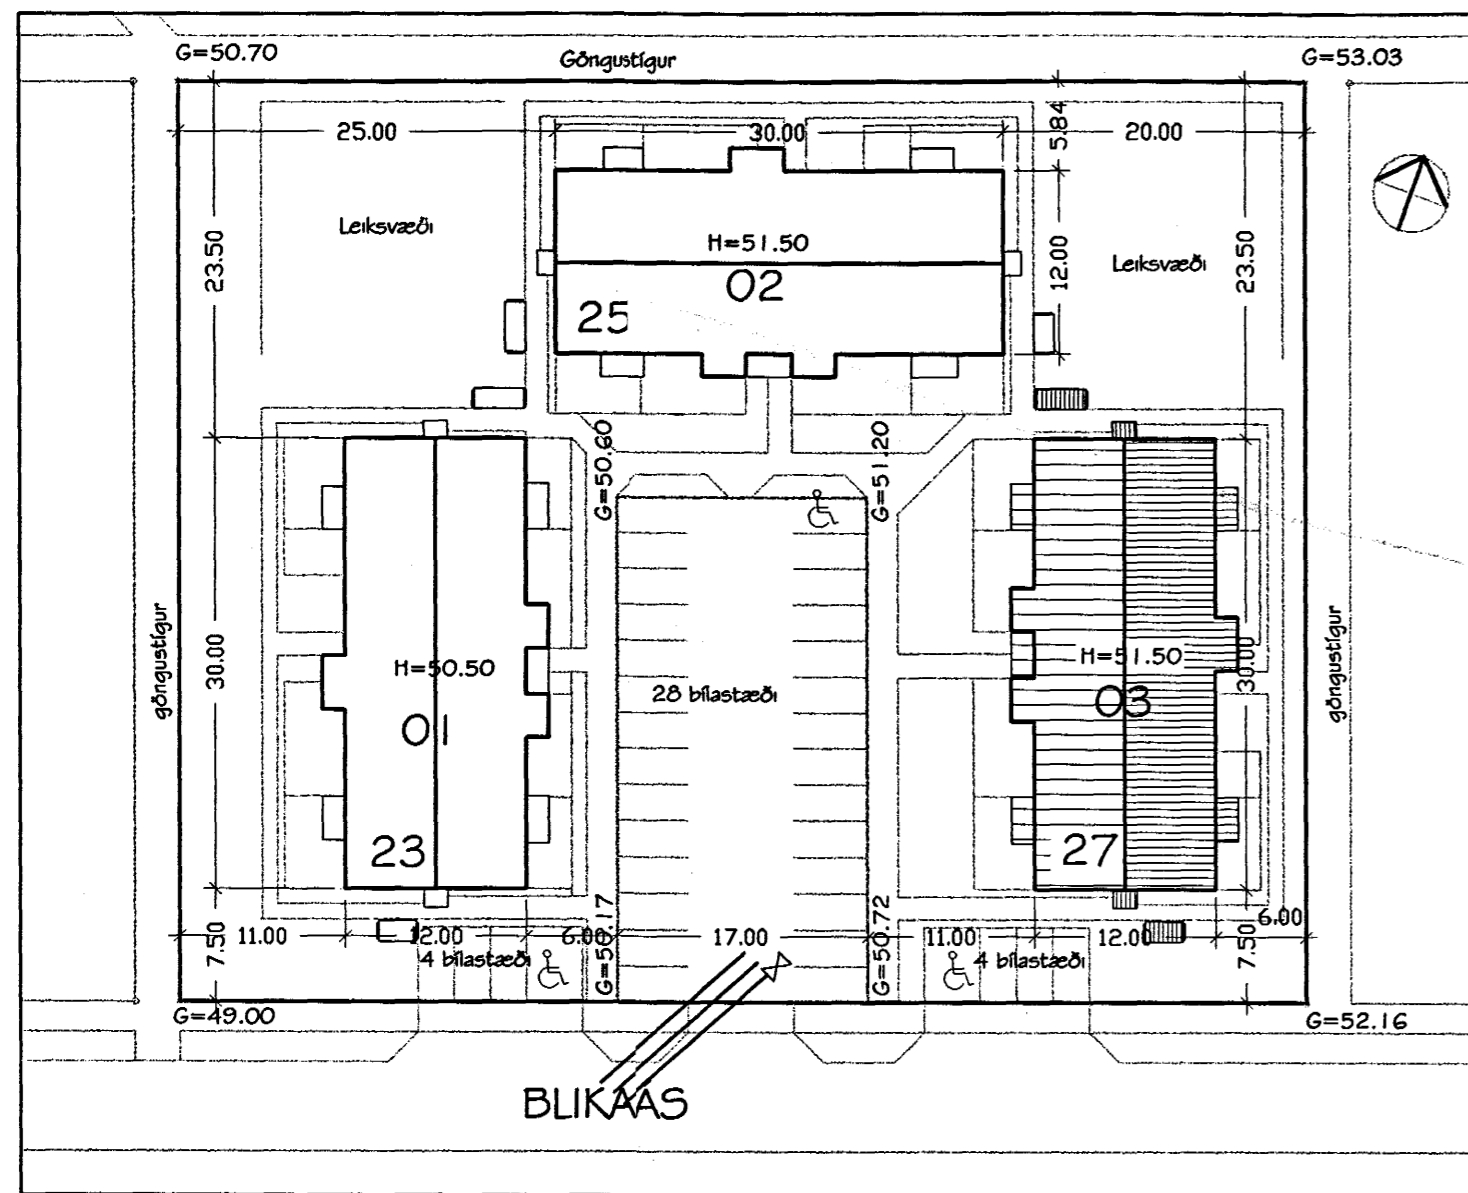 G=50.70
Göngustígur
G=53.03
25.00
30.00
5.84
20.00
Leiksvæði
23.50
H=51.50
02
25
12.00
Leiksvæði
23.50
G=50.60
G=51.20
göngustígur
30.00
H=50.50
01
23
28 bílastæði
H=51.50
03
27
30.00
göngustígur
7.50
11.00
12.00
6.00
17.00
11.00
12.00
6.00
7.50
4 bílastæði
G=50.17
G=50.72
4 bílastæði
G=49.00
G=52.16
BLIKAAS